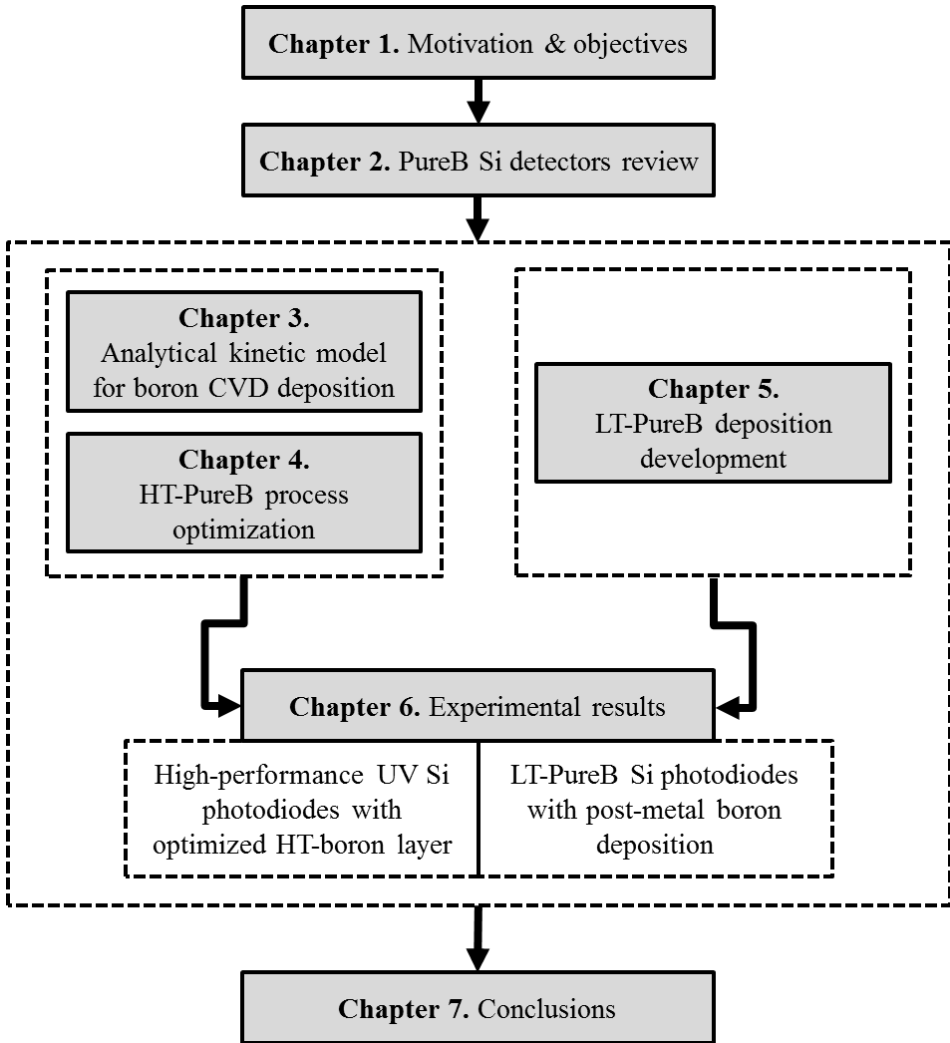 Chapter 1. Motivation & objectives
Chapter 2. PureB Si detectors review
Chapter 3.
Analytical kinetic model
for boron CVD deposition
Chapter 4.
HT-PureB process
optimization
Chapter 5.
LT-PureB deposition
development
Chapter 6. Experimental results
High-performance UV Si
photodiodes with
optimized HT-boron layer
LT-PureB Si photodiodes
with post-metal boron
deposition
Chapter 7. Conclusions